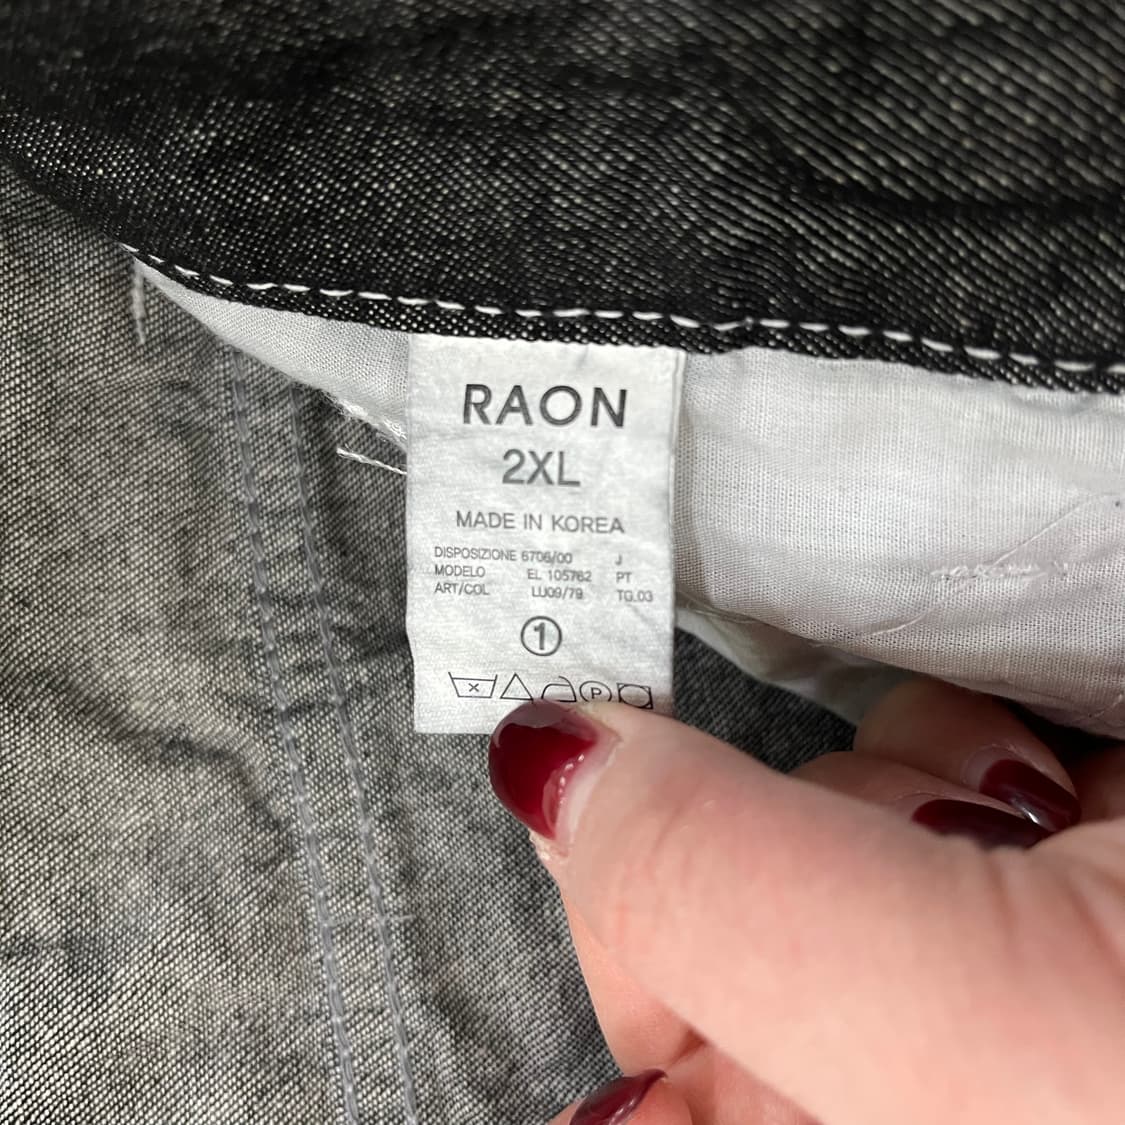 RAON
2XL
MADE IN KOREA
DISPOSIZIONE 6706/00 J
MODELO EL 105762 PT
ART/COL LU09/79 TG.03
1
P